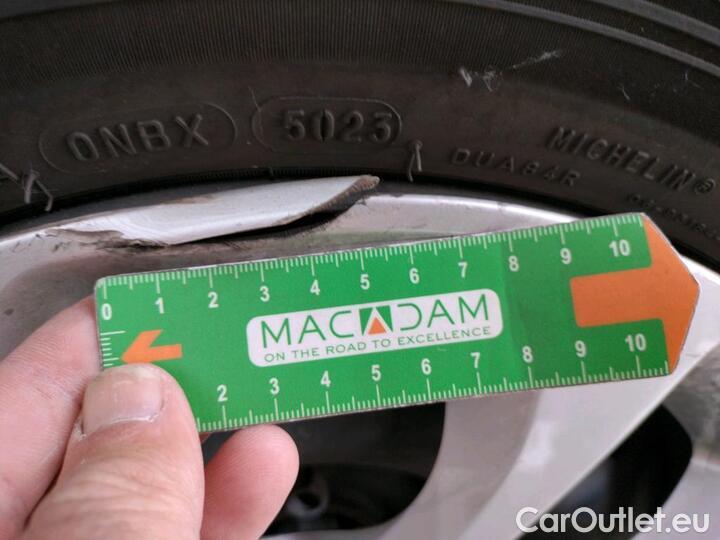 0NBX 5023
DUA84R MICHELIN®
0 1 2 3 4 5 6 7 8 9 10
MACADAM
ON THE ROAD TO EXCELLENCE
2 3 4 5 6 7 8 9 10
CarOutlet.eu